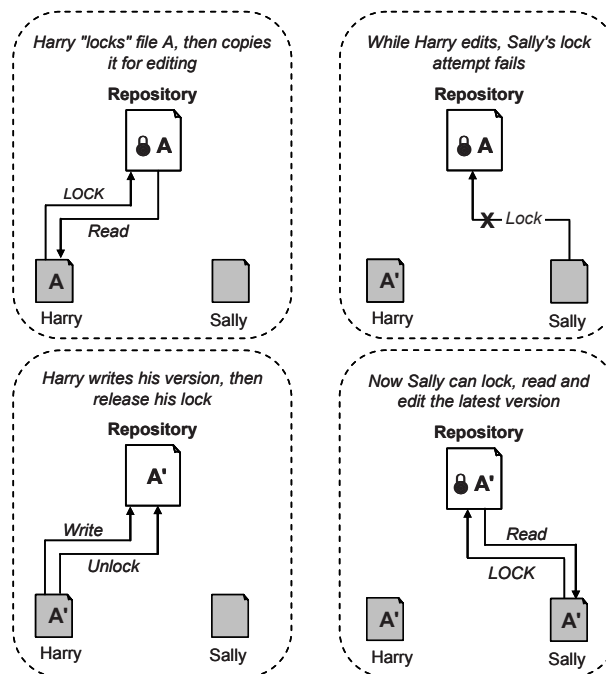 Harry "locks" file A, then copies
it for editing
Repository
A
LOCK
Read
A
Harry
Sally
While Harry edits, Sally's lock
attempt fails
Repository
A
X
Lock
A'
Harry
Sally
Harry writes his version, then
release his lock
Repository
A'
Write
Unlock
A'
Harry
Sally
Now Sally can lock, read and
edit the latest version
Repository
A'
Read
LOCK
A'
Harry
A'
Sally